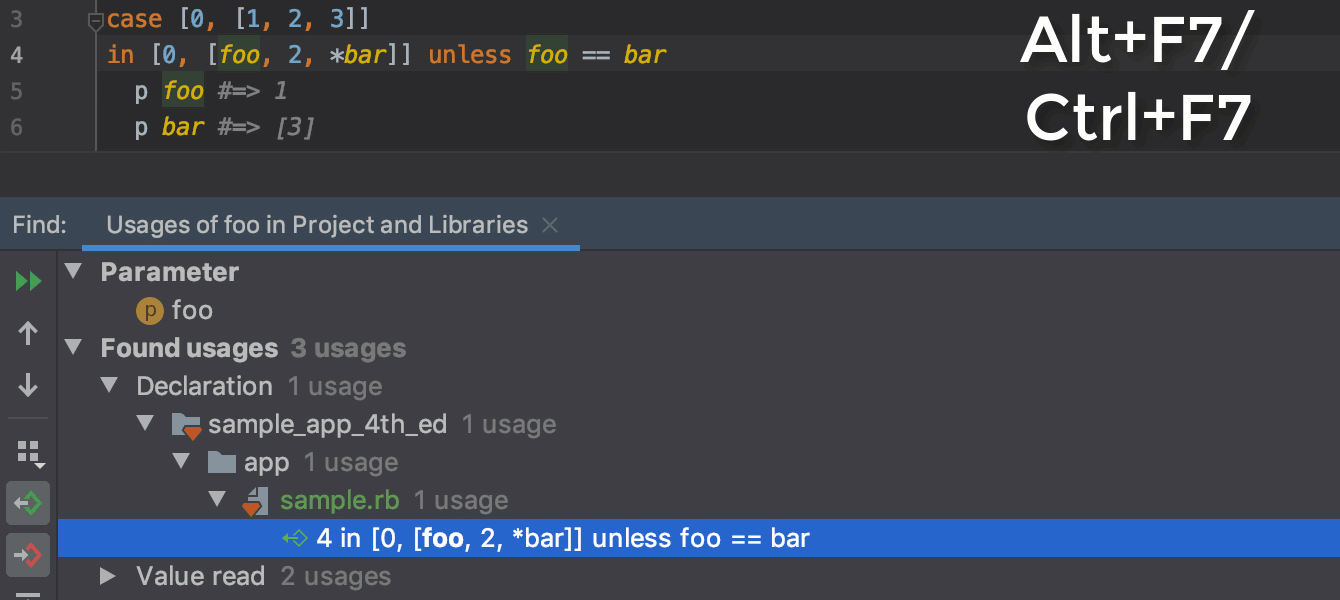 3 case [0, [1, 2, 3]]
4 in [0, [foo, 2, *bar]] unless foo == bar
5 p foo #=> 1
6 p bar #=> [3]
Alt+F7/
Ctrl+F7
Find: Usages of foo in Project and Libraries
Parameter
p foo
Found usages 3 usages
Declaration 1 usage
sample_app_4th_ed 1 usage
app 1 usage
sample.rb 1 usage
4 in [0, [foo, 2, *bar]] unless foo == bar
Value read 2 usages